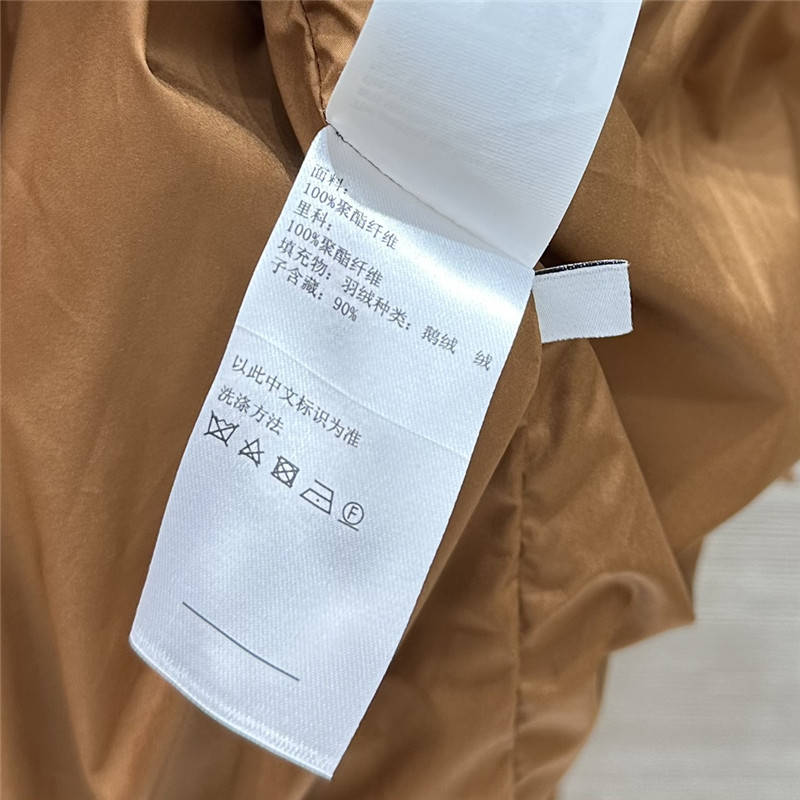 面料:
100%聚酯纤维
里科:
100%聚酯纤维
填充物: 羽绒种类: 鹅绒 绒
子含藏: 90%
以此中文标识为准
洗涤方法
F